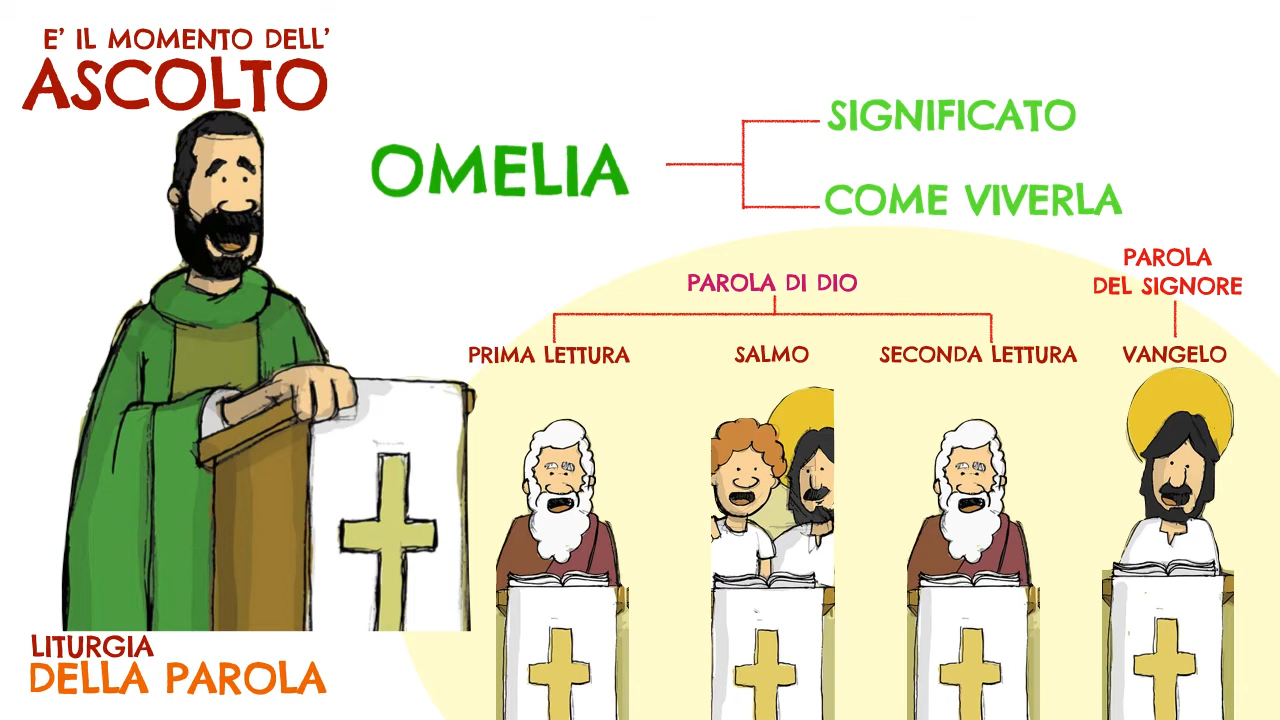 E' IL MOMENTO DELL'
ASCOLTO
OMELIA
SIGNIFICATO
COME VIVERLA
PAROLA DI DIO
PAROLA
DEL SIGNORE
PRIMA LETTURA
SALMO
SECONDA LETTURA
VANGELO
LITURGIA
DELLA PAROLA